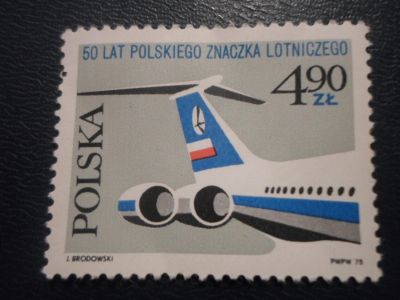 50 LAT POLSKIEGO ZNACZKA LOTNICZEGO
4.90
ZŁ
POLSKA
J. BRODOWSKI
PWPW 75